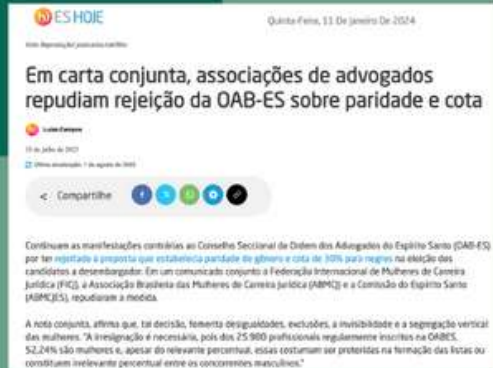 ES HOJE
Quinta-Feira, 11 De Janeiro De 2024
Em carta conjunta, associações de advogados
repudiam rejeição da OAB-ES sobre paridade e cota
Compartilhe
Continuam as manifestações contrárias ao Conselho Seccional da Ordem dos Advogados do Espírito Santo (OAB-ES)
por ter rejeitado a proposta que estabelecia paridade de gênero e cota de 30% para negros na eleição dos
candidatos a desembargador. Em um comunicado conjunto a Federação Internacional de Mulheres de Carreira
Jurídica (FICJ), a Associação Brasileira das Mulheres de Carreira Jurídica (ABMCJ) e a Comissão do Espírito Santo
(ABMCJES), repudiaram a medida.
A nota conjunta, afirma que, tal decisão, fomenta desigualdades, exclusões, a invisibilidade e a segregação vertical
das mulheres. "A irresignação é necessária, pois dos 25.900 profissionais regularmente inscritos na OABES,
52,24% são mulheres e, apesar do relevante percentual, essas costumam ser preteridas na formação das listas ou
constituem irrelevante percentual entre os concorrentes masculinos."